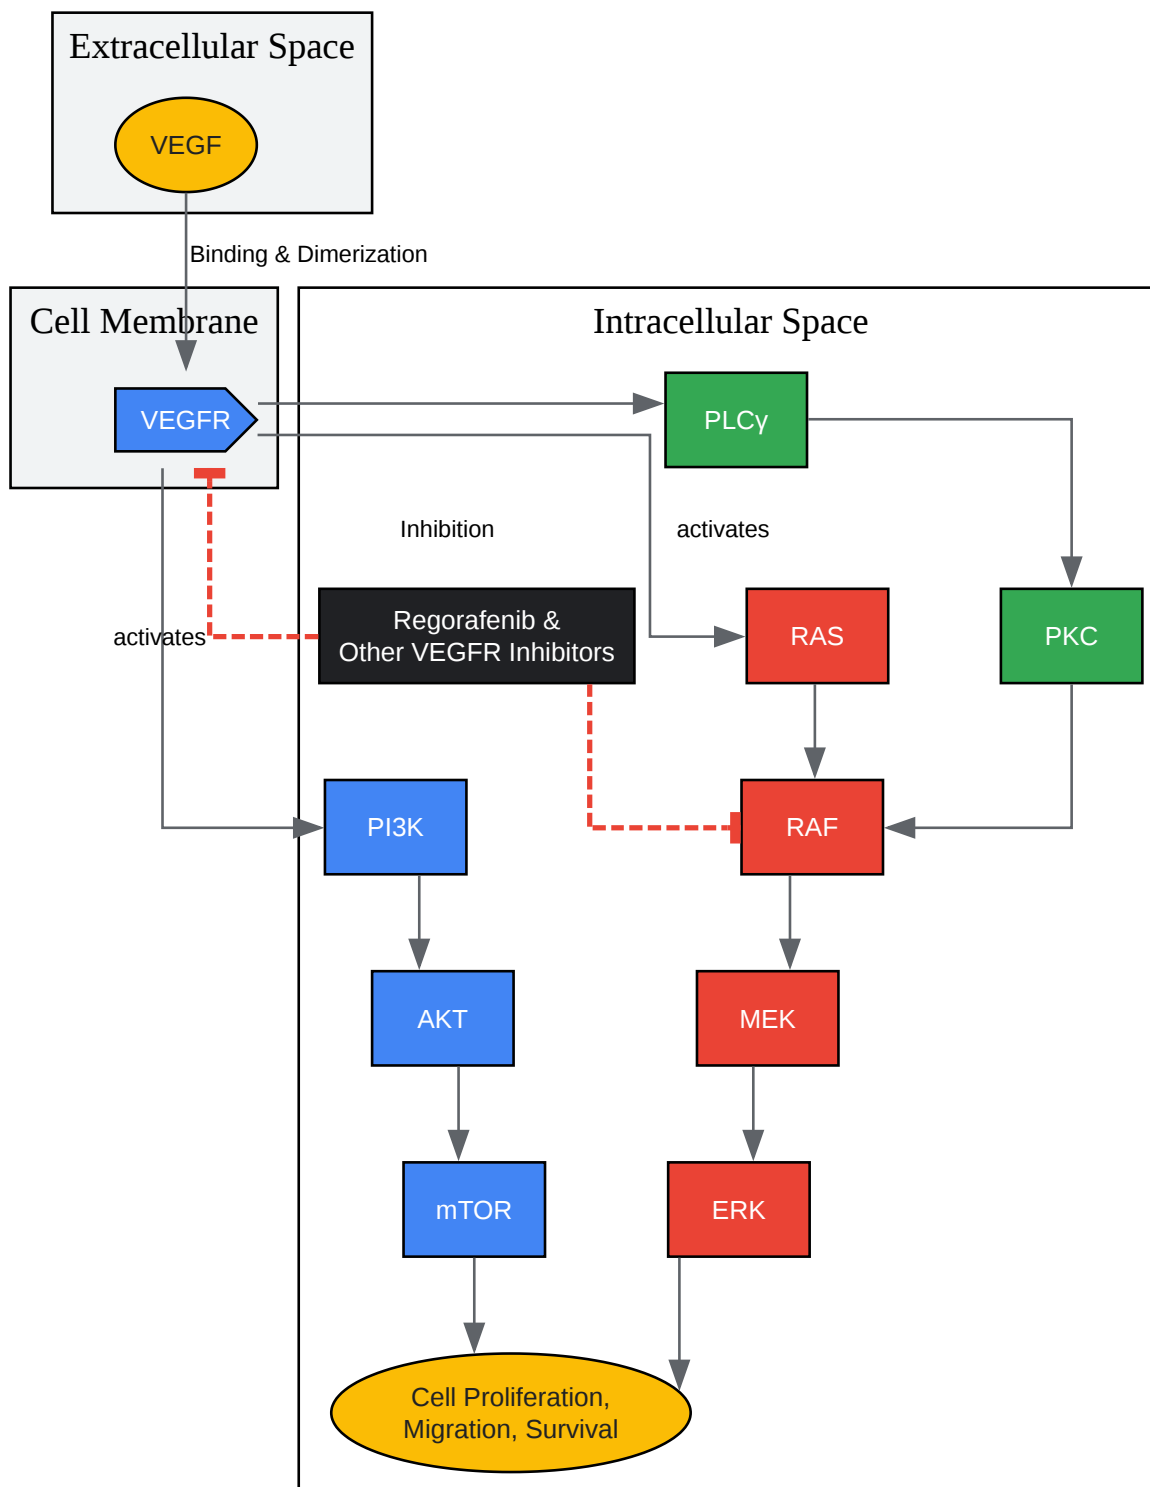 Extracellular Space
VEGF
Binding & Dimerization
Cell Membrane
Intracellular Space
VEGFR
PLCγ
Inhibition
activates
Regorafenib &
Other VEGFR Inhibitors
activates
RAS
PKC
PI3K
RAF
AKT
MEK
mTOR
ERK
Cell Proliferation,
Migration, Survival